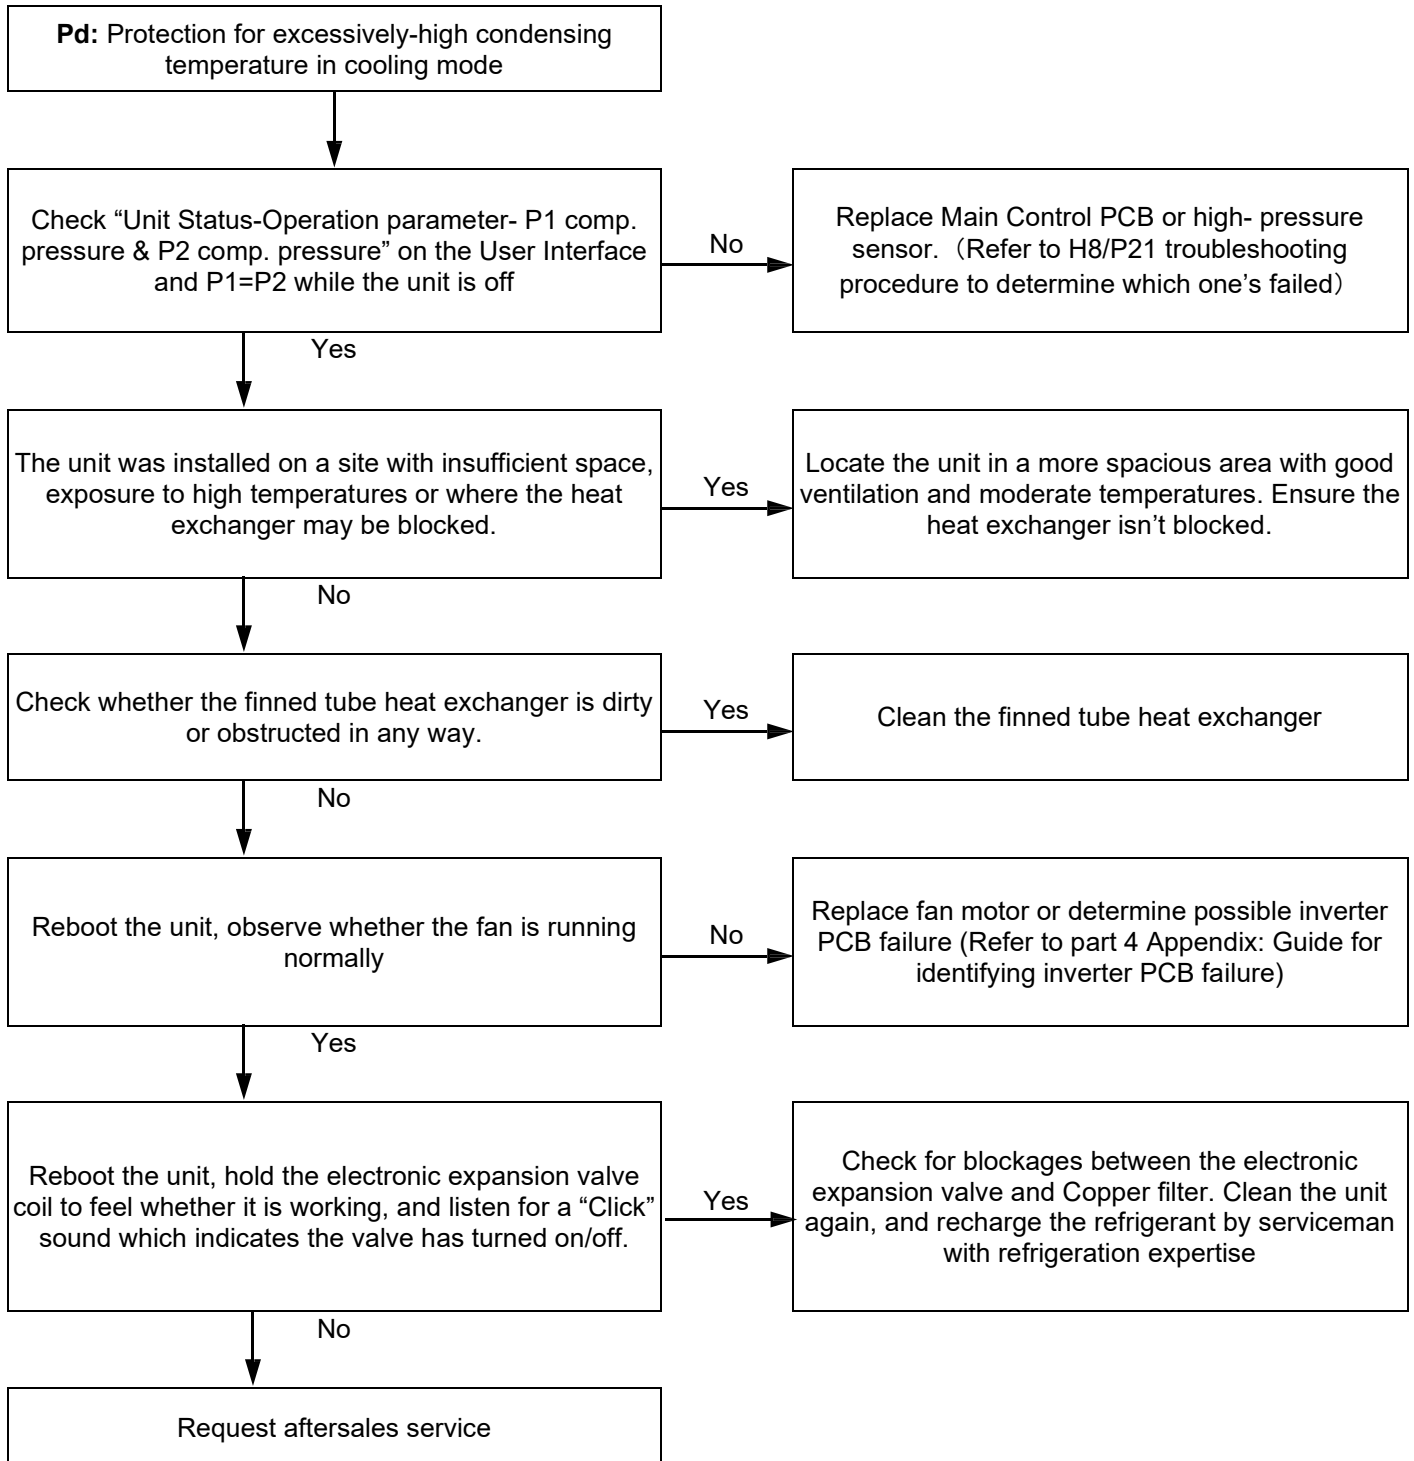 Pd: Protection for excessively-high condensing
temperature in cooling mode
Check “Unit Status-Operation parameter- P1 comp.
pressure & P2 comp. pressure” on the User Interface
and P1=P2 while the unit is off
No
Replace Main Control PCB or high- pressure
sensor.（Refer to H8/P21 troubleshooting
procedure to determine which one’s failed）
Yes
The unit was installed on a site with insufficient space,
exposure to high temperatures or where the heat
exchanger may be blocked.
Yes
Locate the unit in a more spacious area with good
ventilation and moderate temperatures. Ensure the
heat exchanger isn’t blocked.
No
Check whether the finned tube heat exchanger is dirty
or obstructed in any way.
Yes
Clean the finned tube heat exchanger
No
Reboot the unit, observe whether the fan is running
normally
No
Replace fan motor or determine possible inverter
PCB failure (Refer to part 4 Appendix: Guide for
identifying inverter PCB failure)
Yes
Reboot the unit, hold the electronic expansion valve
coil to feel whether it is working, and listen for a “Click”
sound which indicates the valve has turned on/off.
Yes
Check for blockages between the electronic
expansion valve and Copper filter. Clean the unit
again, and recharge the refrigerant by serviceman
with refrigeration expertise
No
Request aftersales service